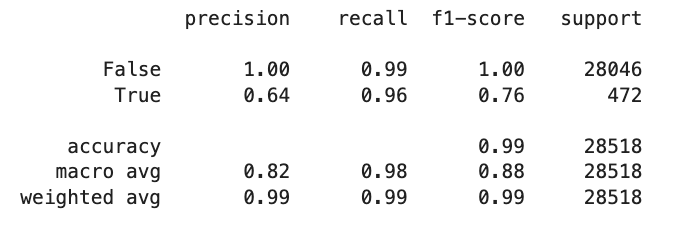 precision recall f1-score support
False 1.00 0.99 1.00 28046
True 0.64 0.96 0.76 472
accuracy 0.99 28518
macro avg 0.82 0.98 0.88 28518
weighted avg 0.99 0.99 0.99 28518